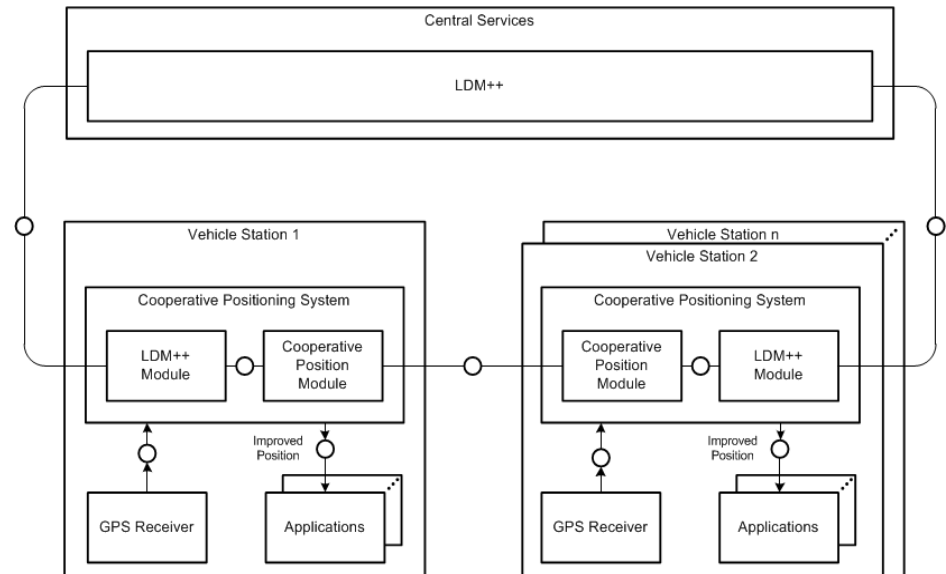 Central Services
LDM++
Vehicle Station 1
Cooperative Positioning System
LDM++
Module
Cooperative
Position
Module
Improved
Position
GPS Receiver
Applications
Vehicle Station n
Vehicle Station 2
Cooperative Positioning System
Cooperative
Position
Module
LDM++
Module
Improved
Position
GPS Receiver
Applications